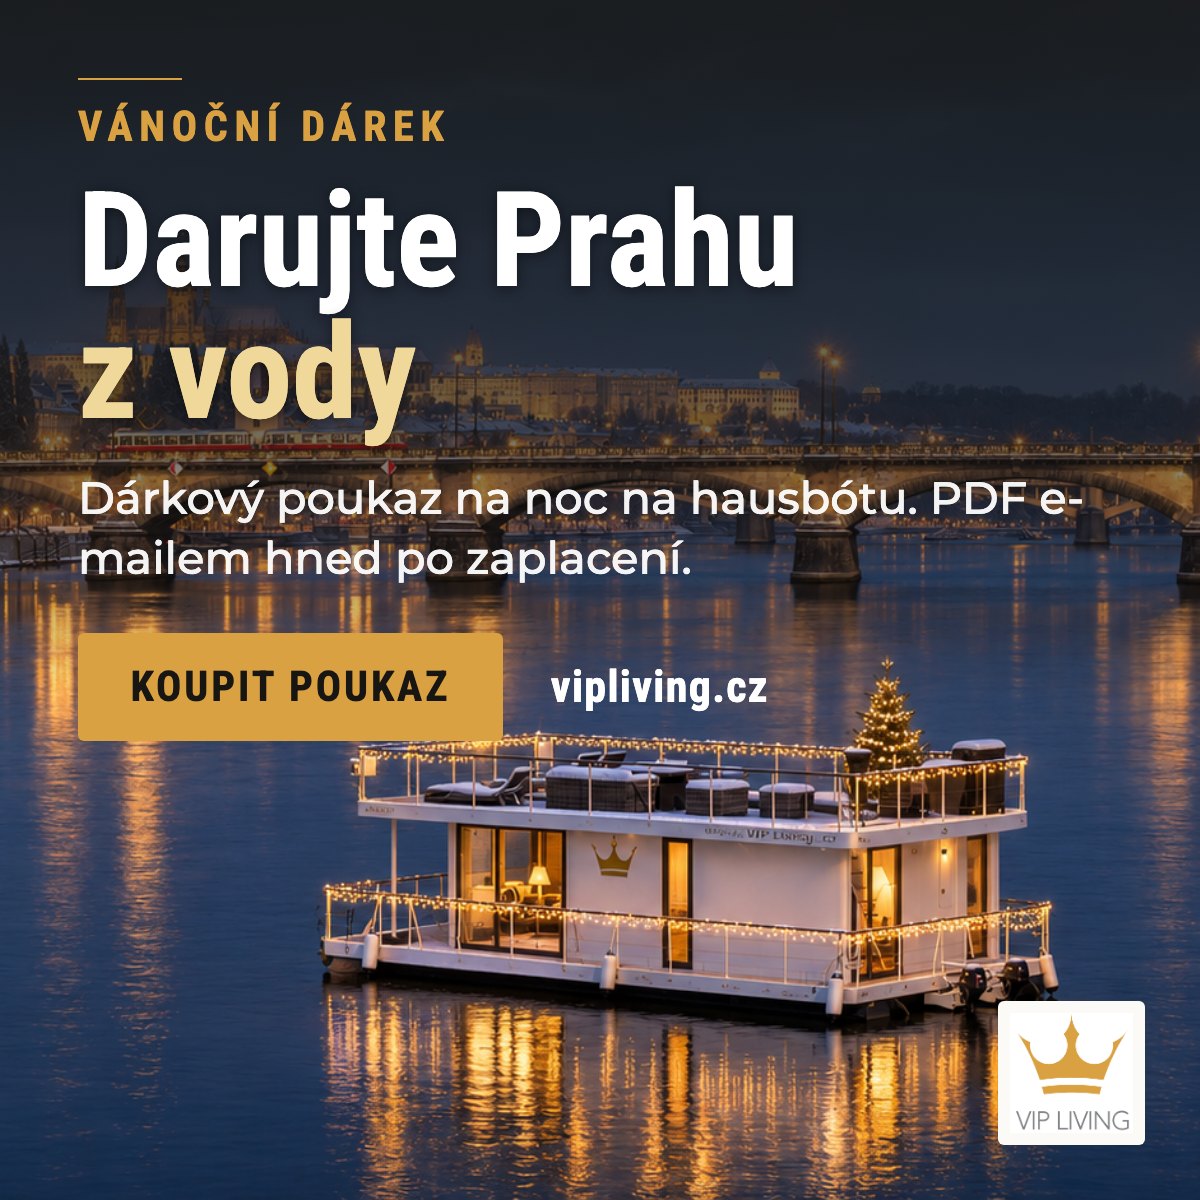 VÁNOČNÍ DÁREK
Darujte Prahu
z vody
Dárkový poukaz na noc na hausbótu. PDF e-
mailem hned po zaplacení.
KOUPIT POUKAZ
vipliving.cz
VIP
VIP LIVING